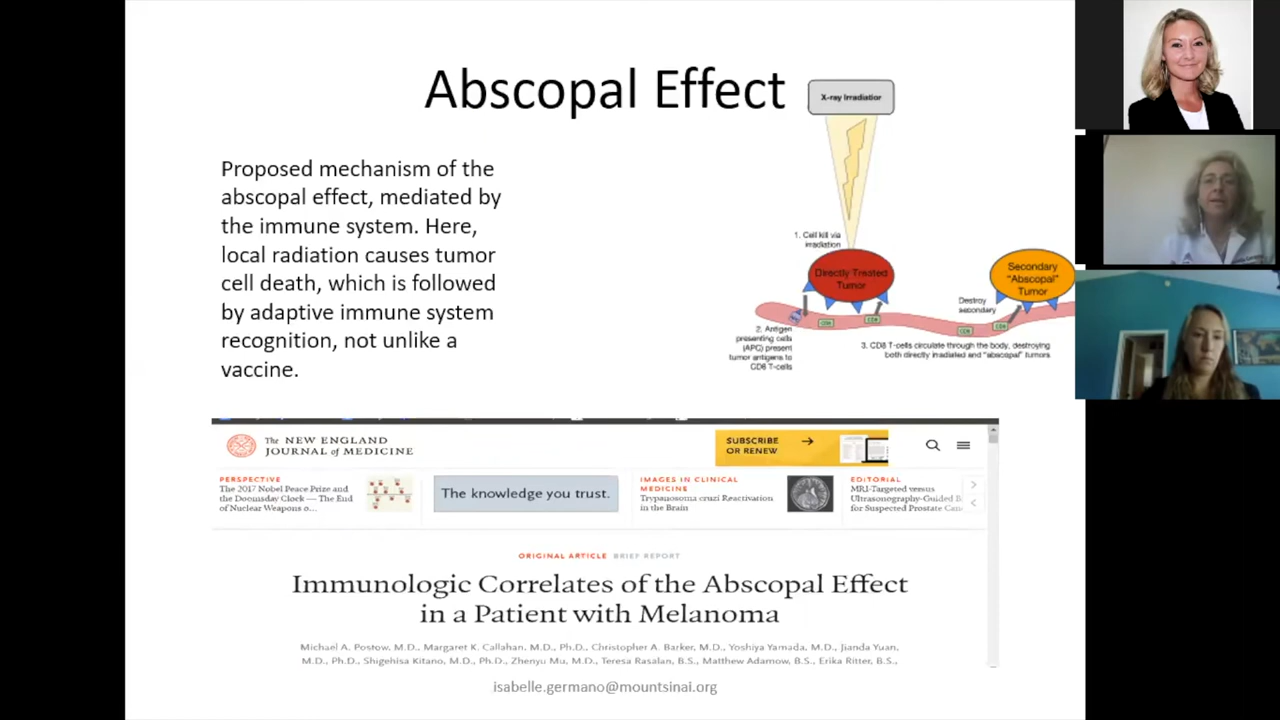 Abscopal Effect
X-ray Irradiation
Proposed mechanism of the
abscopal effect, mediated by
the immune system. Here,
local radiation causes tumor
cell death, which is followed
by adaptive immune system
recognition, not unlike a
vaccine.
1. Cell kill via
irradiation
Directly Treated
Tumor
Secondary
"Abscopal"
Tumor
Destroy
secondary
CD8
CD8
CD8
CD8
2. Antigen
presenting cells
(APC) present
tumor antigens to
CD8 T-cells
3. CD8 T-cells circulate through the body, destroying
both directly irradiated and "abscopal" tumors
The NEW ENGLAND
JOURNAL of MEDICINE
SUBSCRIBE
OR RENEW
PERSPECTIVE
The 2017 Nobel Peace Prize and
the Doomsday Clock — The End
of Nuclear Weapons o...
The knowledge you trust.
IMAGES IN CLINICAL
MEDICINE
Trypanosoma cruzi Reactivation
in the Brain
EDITORIAL
MRI-Targeted versus
Ultrasonography-Guided B
for Suspected Prostate Can
ORIGINAL ARTICLE BRIEF REPORT
Immunologic Correlates of the Abscopal Effect
in a Patient with Melanoma
Michael A. Postow, M.D., Margaret K. Callahan, M.D., Ph.D., Christopher A. Barker, M.D., Yoshiya Yamada, M.D., Jianda Yuan,
M.D., Ph.D., Shigehisa Kitano, M.D., Ph.D., Zhenyu Mu, M.D., Teresa Rasalan, B.S., Matthew Adamow, B.S., Erika Ritter, B.S.,
isabelle.germano@mountsinai.org